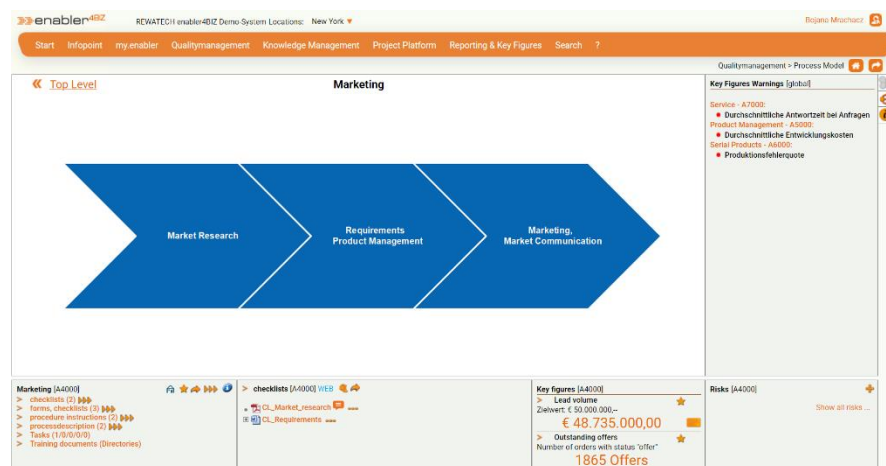 enabler4BIZ
REWATECH enabler4BIZ Demo-System Locations: New York
Bojana Mrachacz
Start Infopoint my.enabler Qualitymanagement Knowledge Management Project Platform Reporting & Key Figures Search ?
Qualitymanagement > Process Model
Top Level
Marketing
Market Research
Requirements
Product Management
Marketing,
Market Communication
Key Figures Warnings [global]
Service - A7000:
Durchschnittliche Antwortzeit bei Anfragen
Product Management - A5000:
Durchschnittliche Entwicklungskosten
Serial Products - A6000:
Produktionsfehlerquote
Marketing [A4000]
> checklists (2)
> forms, checklists (3)
> procedure instructions (2)
> processdescription (2)
> Tasks (1/0/0/0/0)
> Training documents (Directories)
> checklists [A4000] WEB
CL_Market_research
CL_Requirements
Key figures [A4000]
> Lead volume
Zielwert: € 50.000.000,--
€ 48.735.000,00
> Outstanding offers
Number of orders with status "offer"
1865 Offers
Risks [A4000]
Show all risks ...